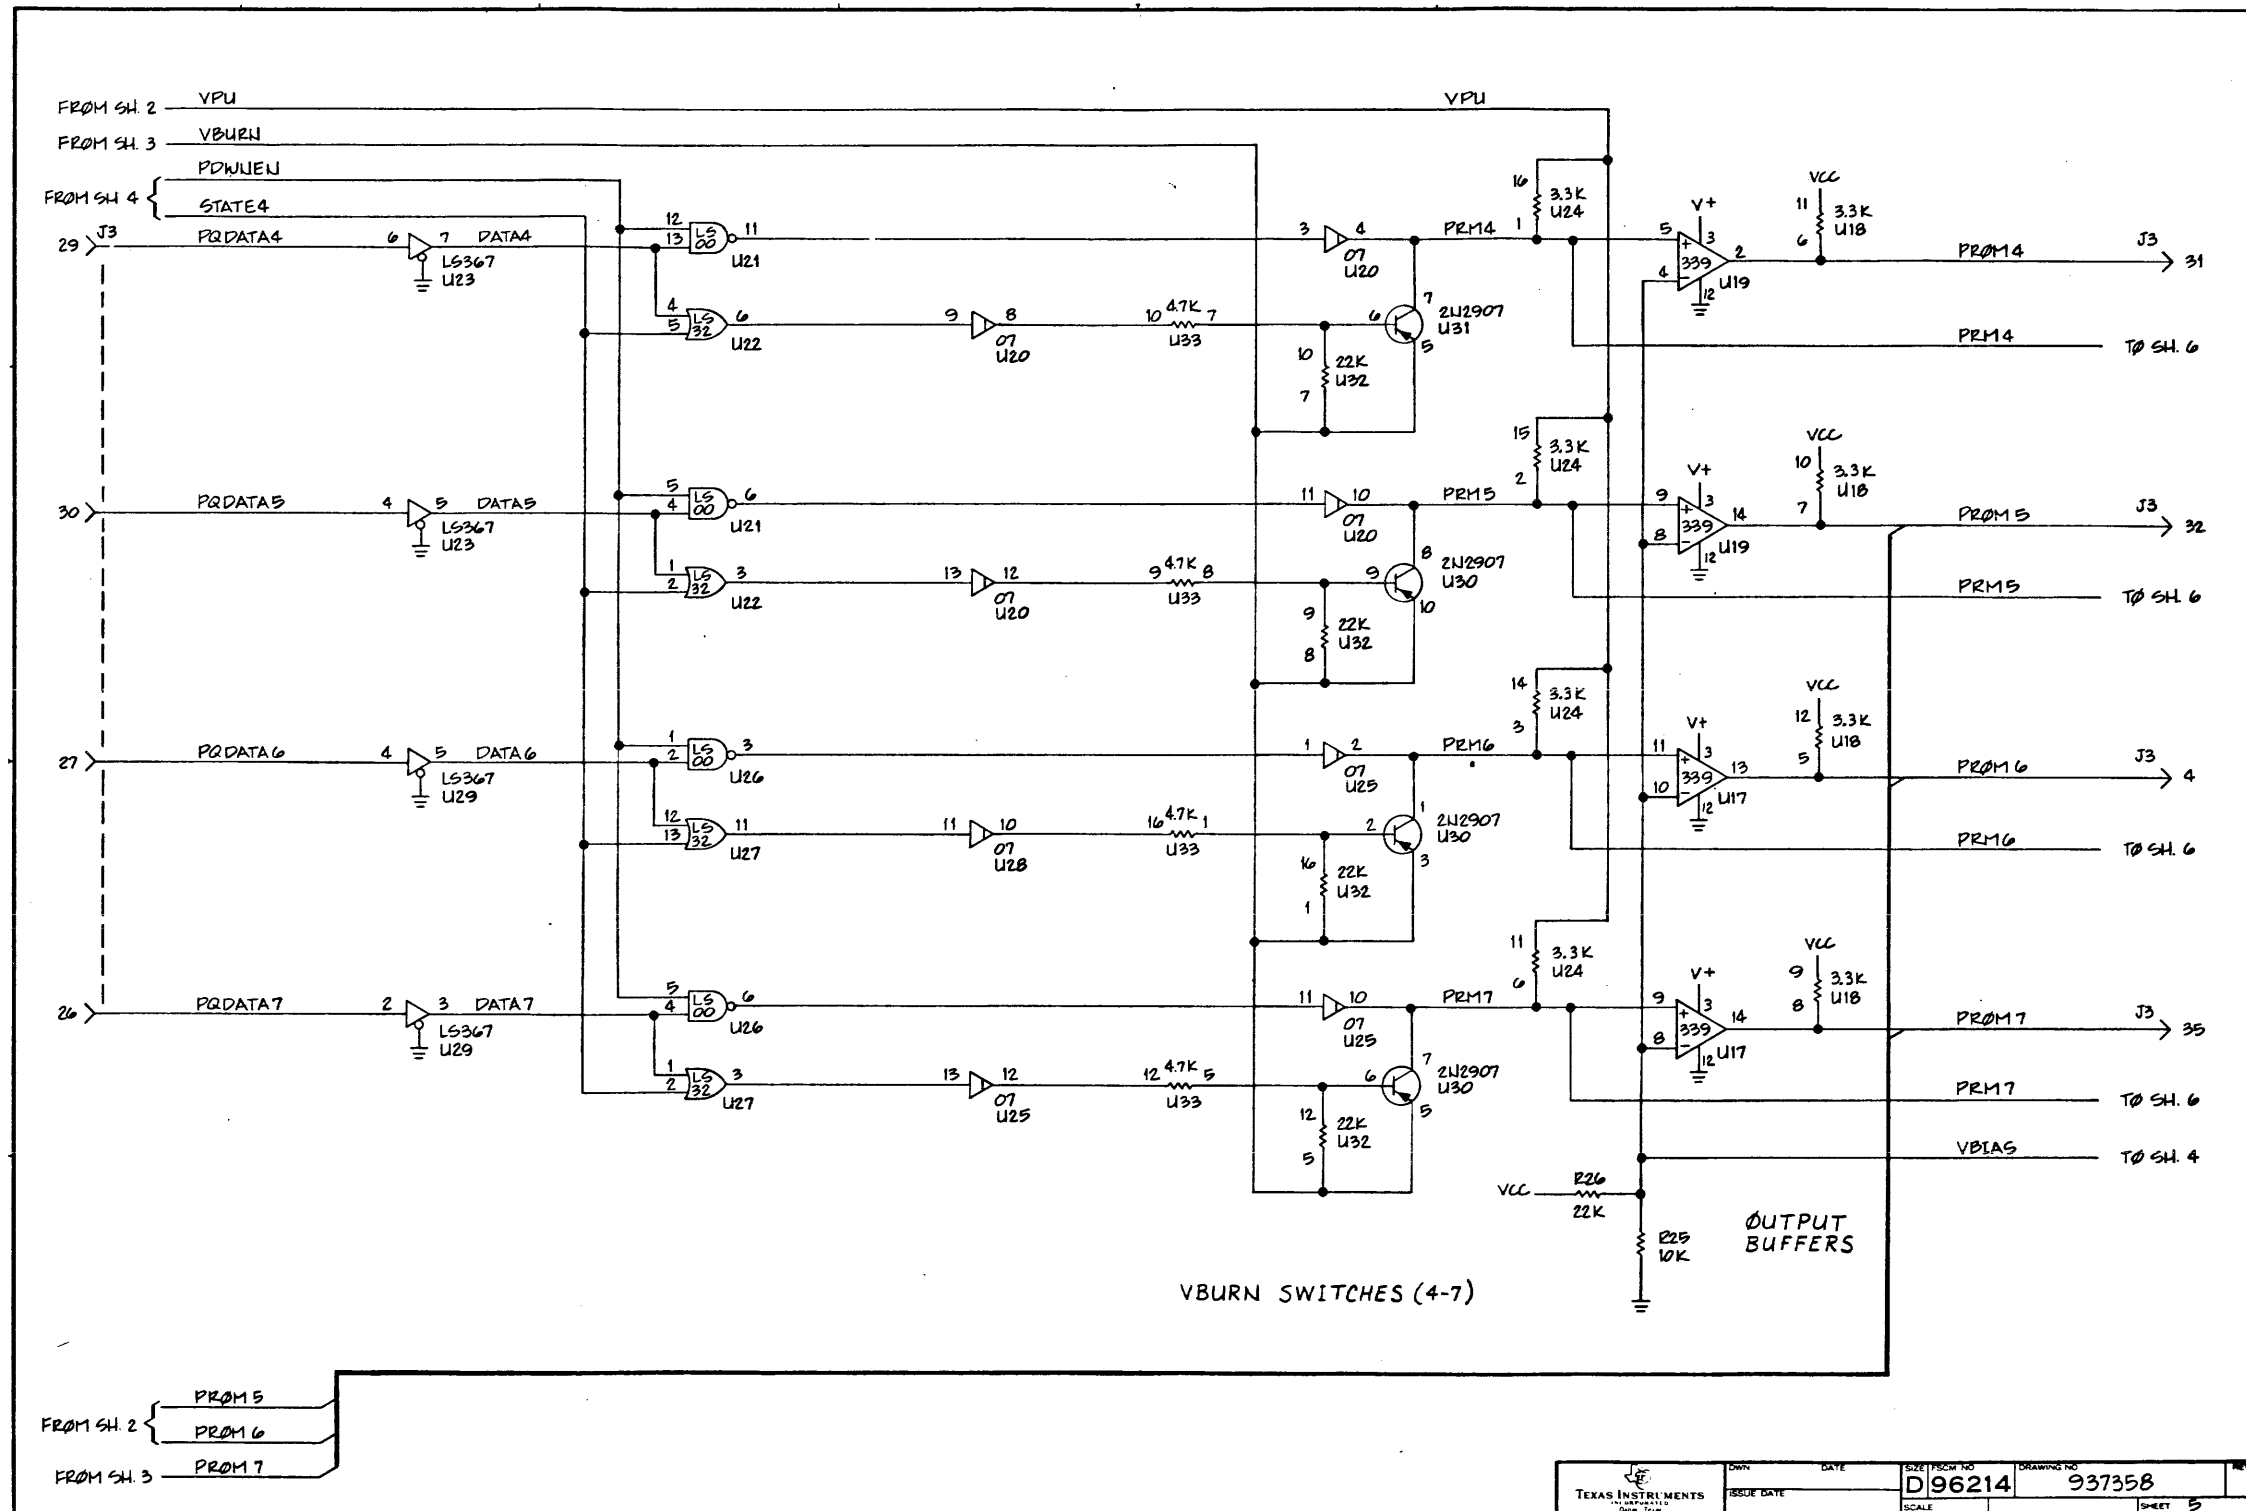 FRØM SH. 2 VPU VPU
FRØM SH. 3 VBURN
FRØM SH 4 PDWNEN
STATE4
29 J3 PQDATA4 6 7 DATA4
LS367
U23
12
13
LS
00
11
U21
3 4
07
U20
PRM4
16
1
3.3K
U24
5
4
+
−
339
V+
3
12
2
U19
VCC
11
6
3.3K
U18
PRØM4 J3 31
4
5
LS
32
6
U22
9 8
07
U20
10 4.7K 7
U33
10
7
22K
U32
6
7
5
2N2907
U31
PRM4 TØ SH. 6
30 PQDATA5 4 5 DATA5
LS367
U23
5
4
LS
00
6
U21
11 10
07
U20
PRM5
15
2
3.3K
U24
9
8
+
−
339
V+
3
12
14
U19
VCC
10
7
3.3K
U18
PRØM5 J3 32
1
2
LS
32
3
U22
13 12
07
U20
9 4.7K 8
U33
9
8
22K
U32
9
8
10
2N2907
U30
PRM5 TØ SH. 6
27 PQDATA6 4 5 DATA6
LS367
U29
1
2
LS
00
3
U26
1 2
07
U25
PRM6
14
3
3.3K
U24
11
10
+
−
339
V+
3
12
13
U17
VCC
12
5
3.3K
U18
PRØM6 J3 4
12
13
LS
32
11
U27
11 10
07
U28
16 4.7K 1
U33
16
1
22K
U32
2
1
3
2N2907
U30
PRM6 TØ SH. 6
26 PQDATA7 2 3 DATA7
LS367
U29
5
4
LS
00
6
U26
11 10
07
U25
PRM7
11
6
3.3K
U24
9
8
+
−
339
V+
3
12
14
U17
VCC
9
8
3.3K
U18
PRØM7 J3 35
1
2
LS
32
3
U27
13 12
07
U25
12 4.7K 5
U33
12
5
22K
U32
6
7
5
2N2907
U30
PRM7 TØ SH. 6
VBIAS TØ SH. 4
VCC R26
22K
R25
10K
ØUTPUT
BUFFERS
VBURN SWITCHES (4-7)
FRØM SH. 2 PRØM5
PRØM6
FRØM SH. 3 PRØM7
TEXAS INSTRUMENTS
INCORPORATED
DWN DATE
ISSUE DATE
SIZE FSCM NO DRAWING NO
D 96214 937358
SCALE SHEET 5